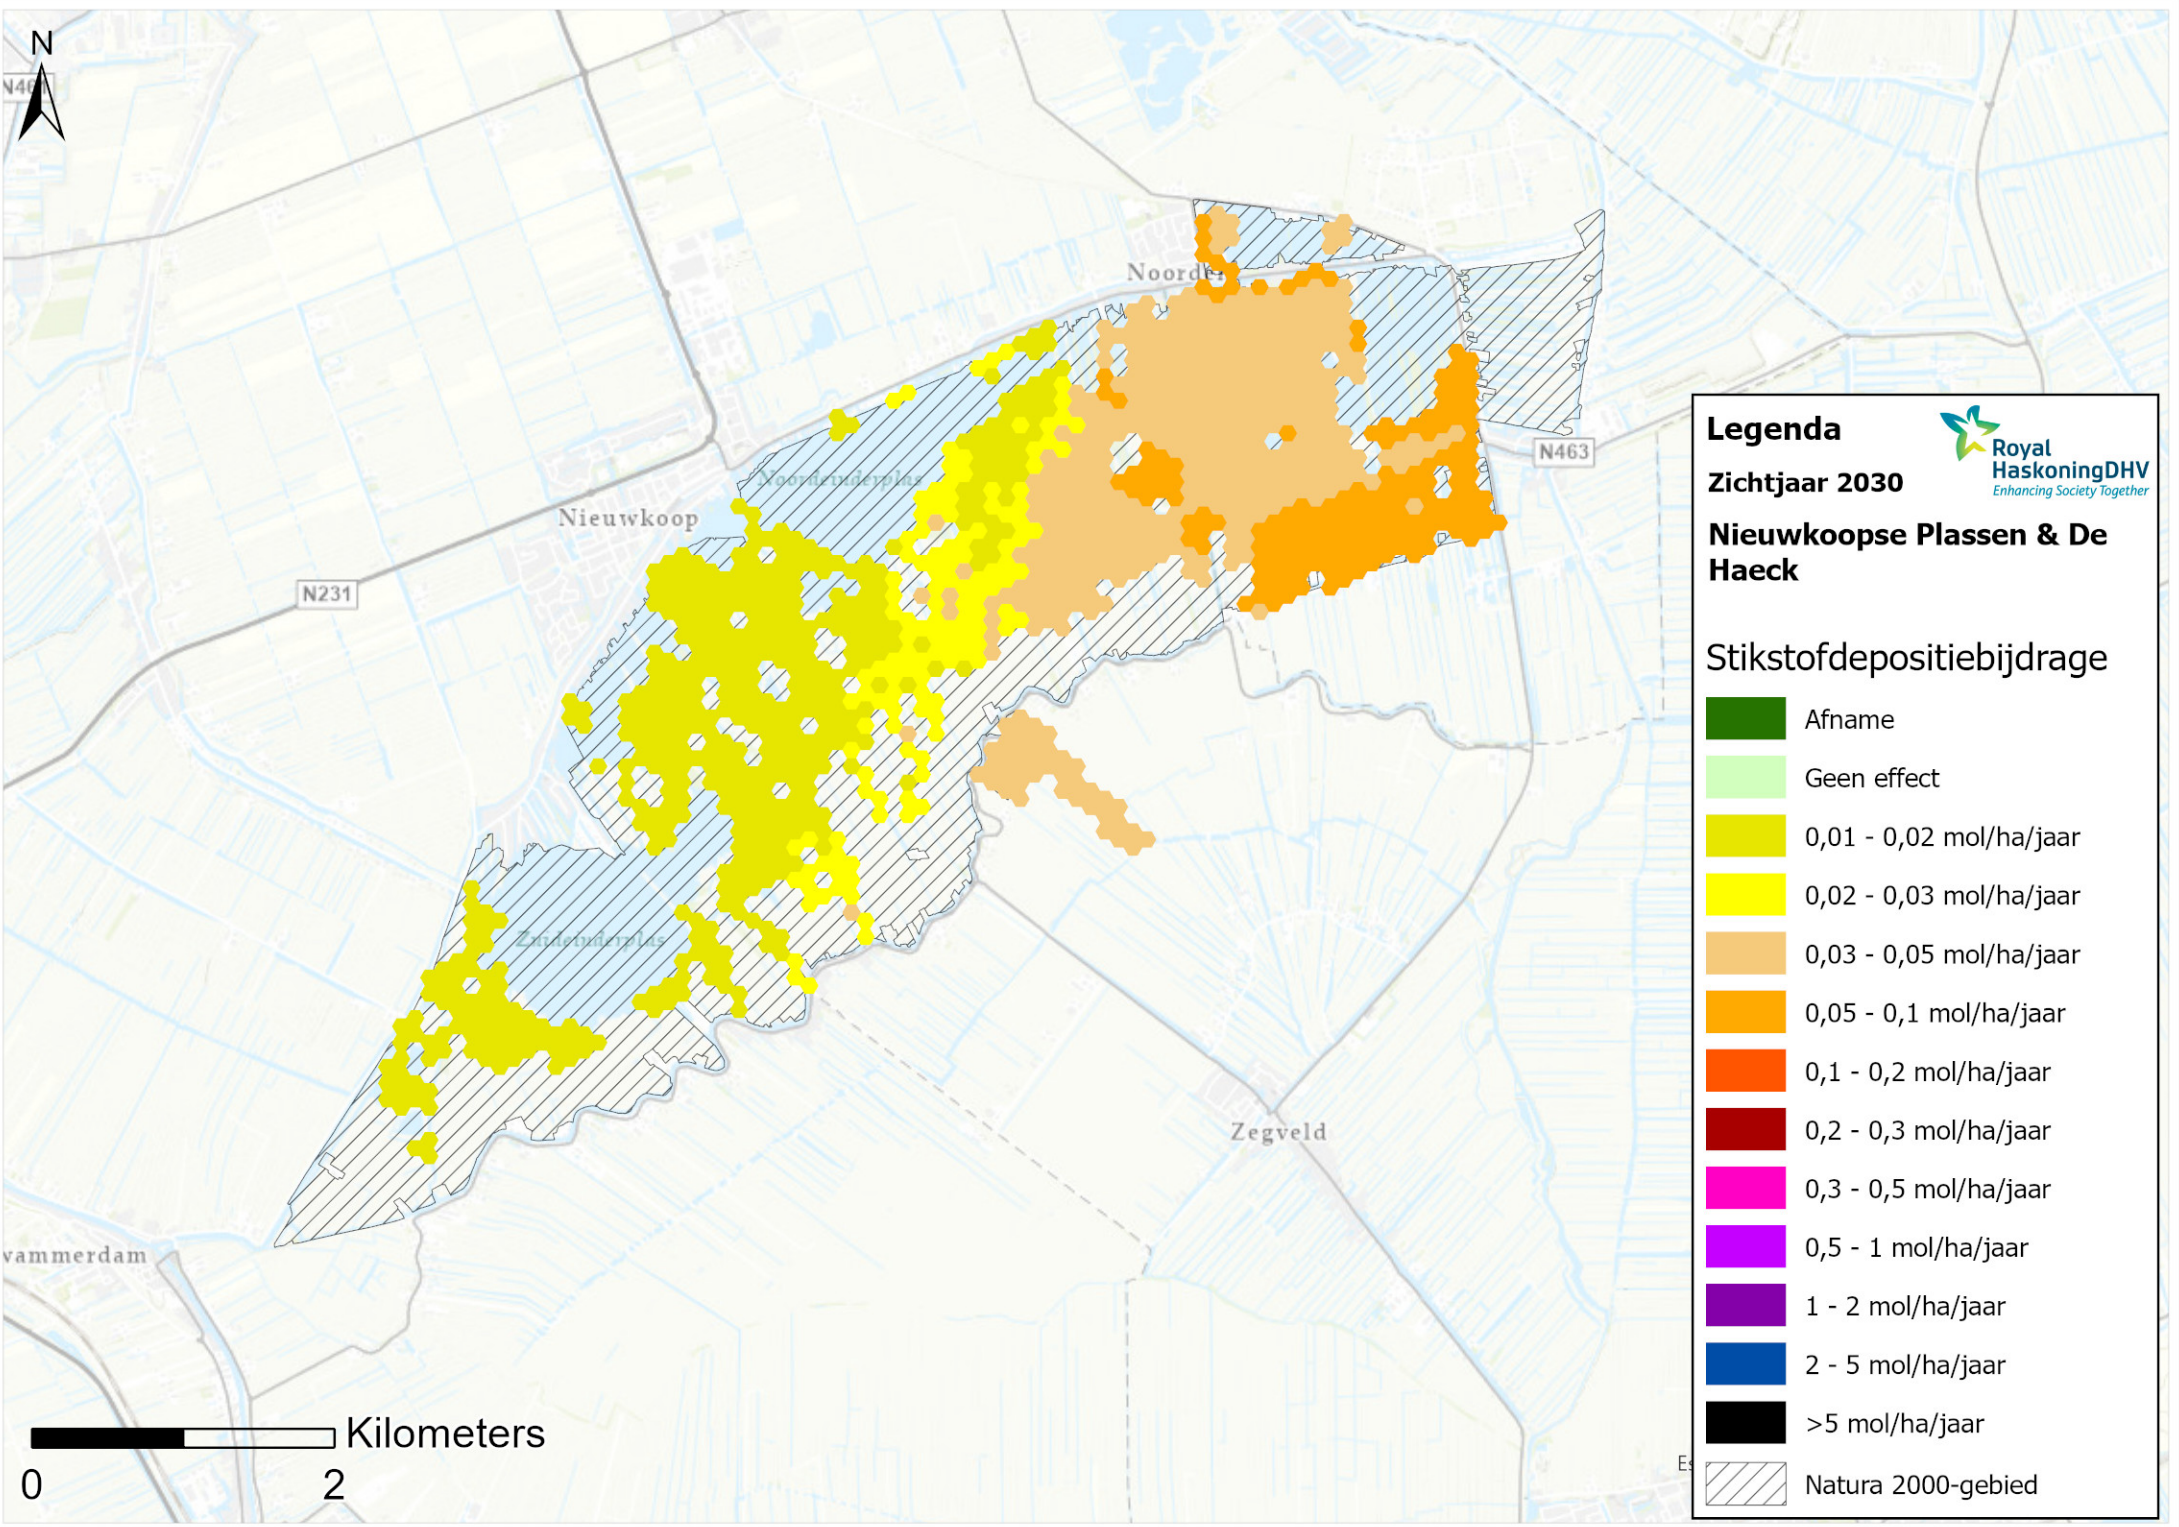 N
N231
N463
Nieuwkoop
Noordeinderplas
Zuideinderplas
Zegveld
Kilometers
0
2
Legenda
Royal
HaskoningDHV
Enhancing Society Together
Zichtjaar 2030
Nieuwkoopse Plassen & De
Haeck
Stikstofdepositiebijdrage
Afname
Geen effect
0,01 - 0,02 mol/ha/jaar
0,02 - 0,03 mol/ha/jaar
0,03 - 0,05 mol/ha/jaar
0,05 - 0,1 mol/ha/jaar
0,1 - 0,2 mol/ha/jaar
0,2 - 0,3 mol/ha/jaar
0,3 - 0,5 mol/ha/jaar
0,5 - 1 mol/ha/jaar
1 - 2 mol/ha/jaar
2 - 5 mol/ha/jaar
>5 mol/ha/jaar
Natura 2000-gebied